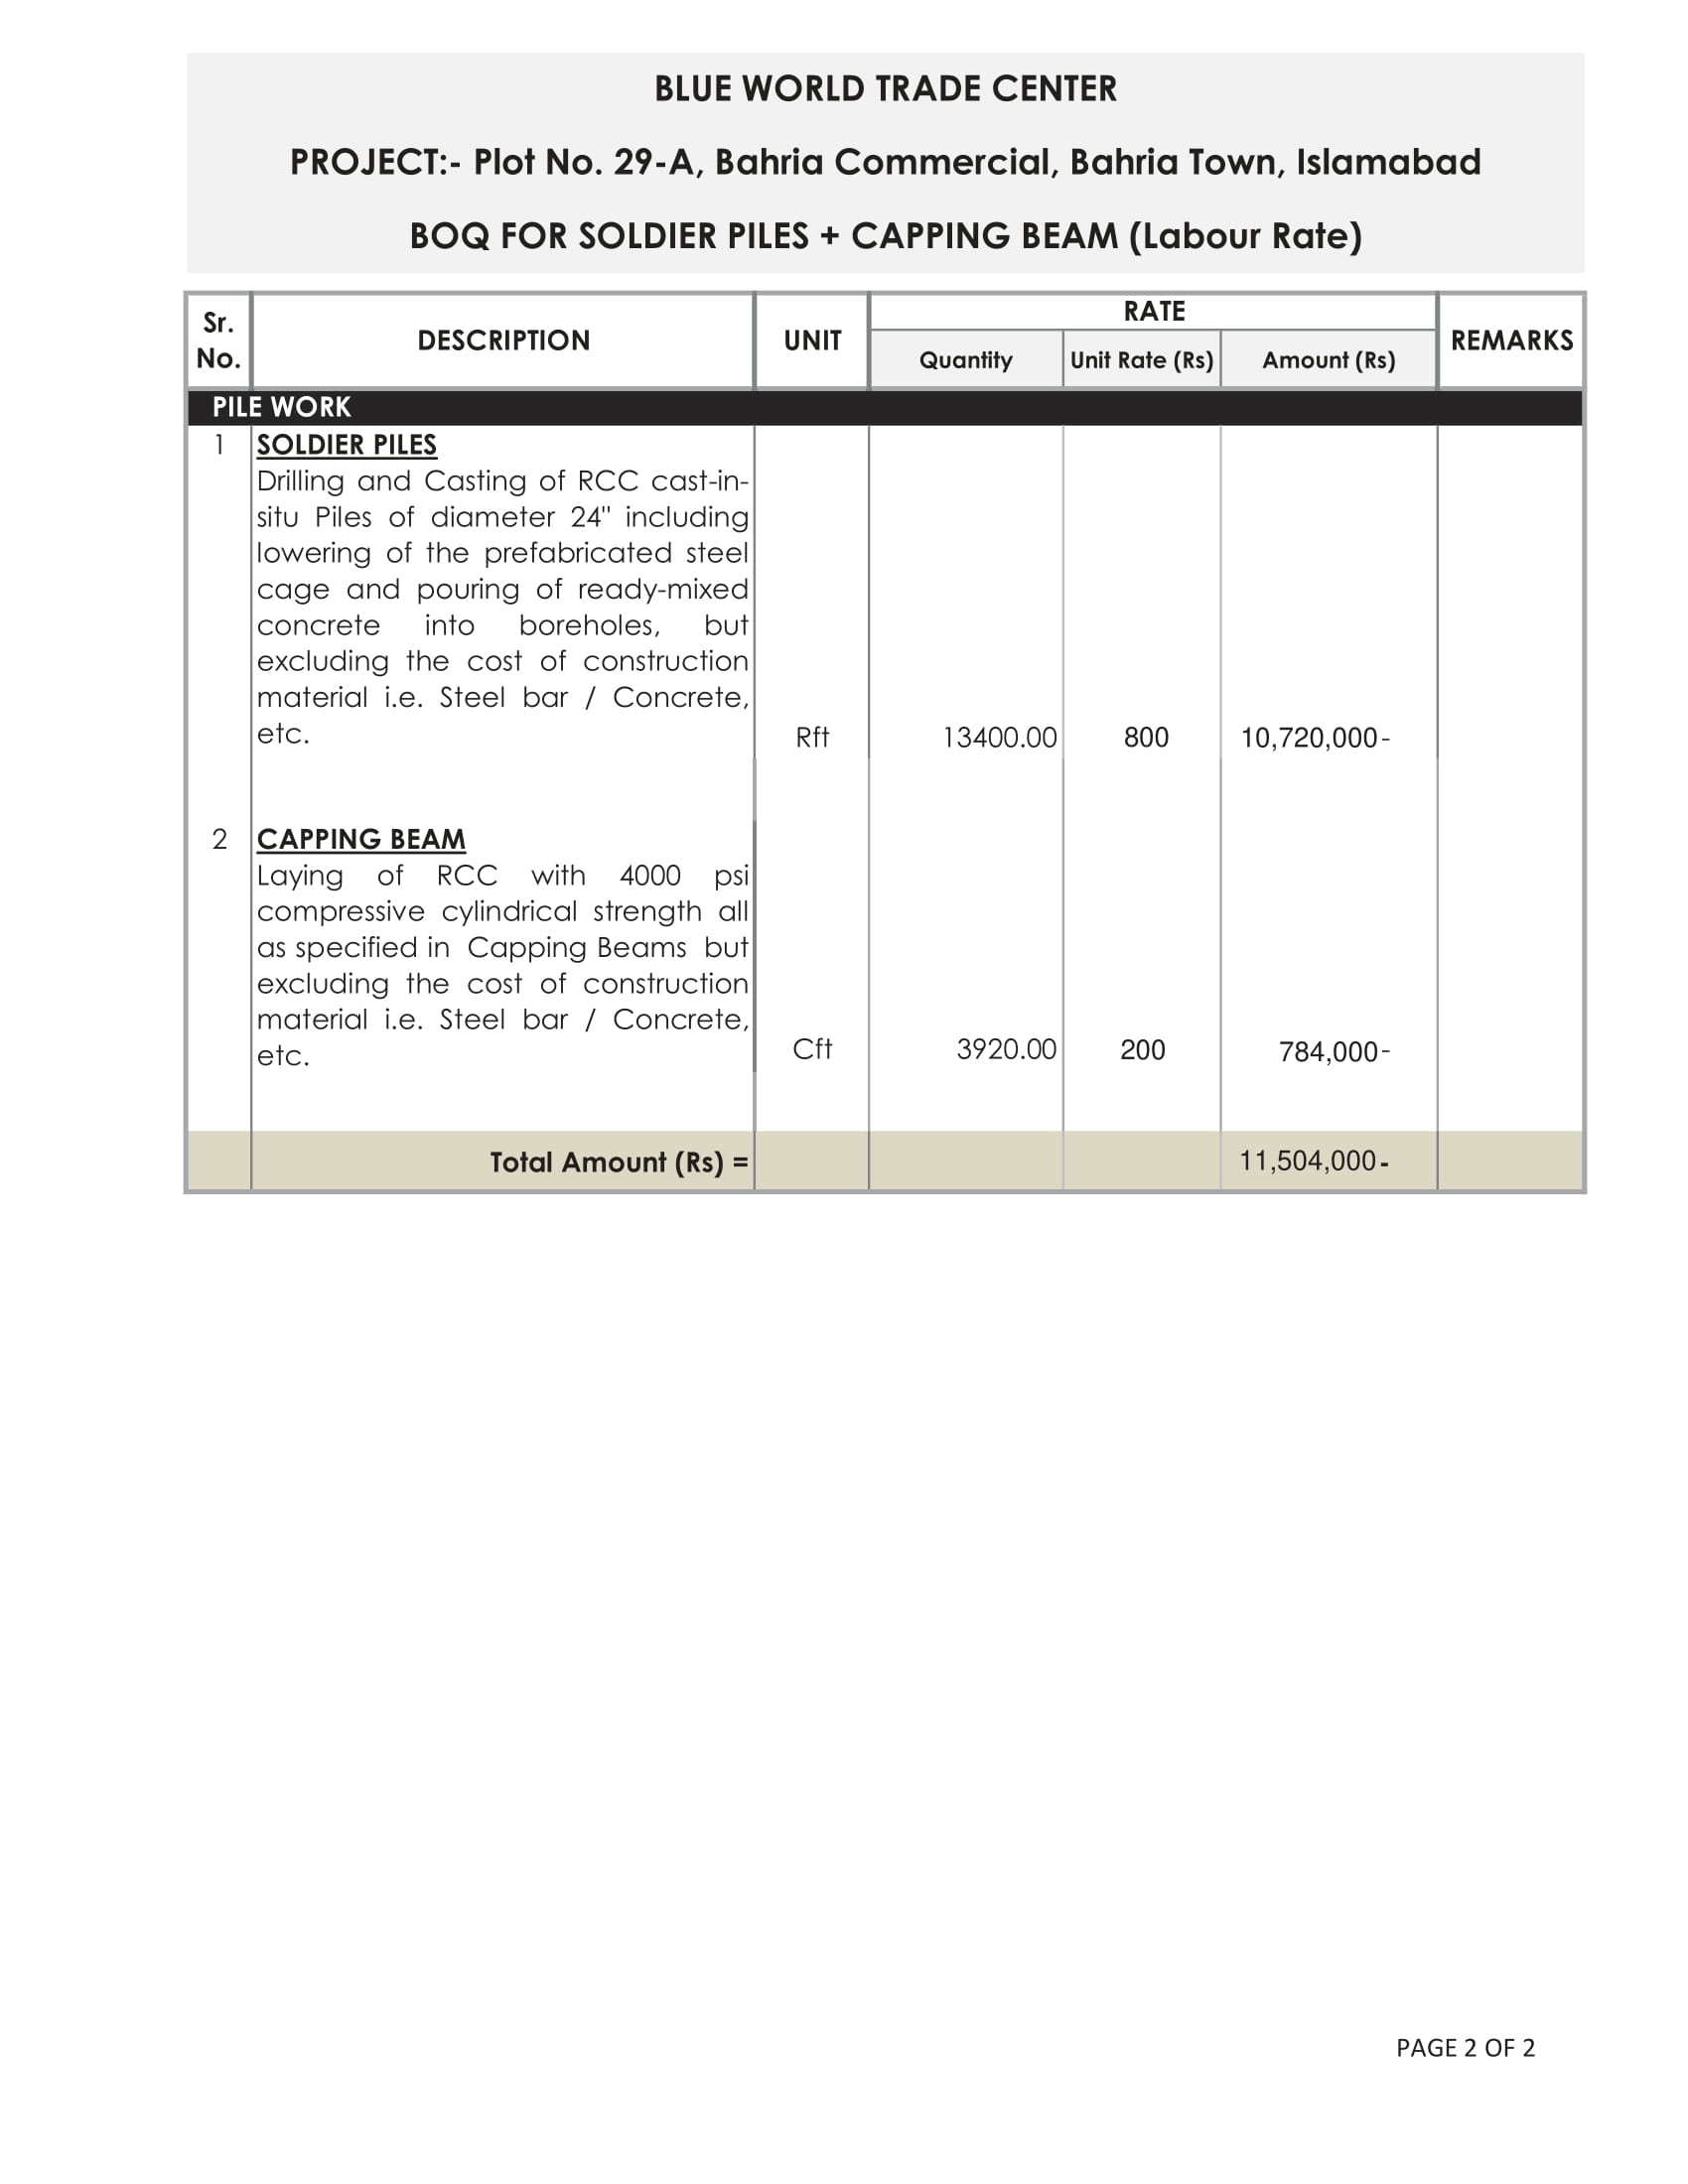 BLUE WORLD TRADE CENTER
PROJECT:- Plot No. 29-A, Bahria Commercial, Bahria Town, Islamabad
BOQ FOR SOLDIER PILES + CAPPING BEAM (Labour Rate)
Sr. No. DESCRIPTION UNIT RATE REMARKS
Quantity Unit Rate (Rs) Amount (Rs)
PILE WORK
1 SOLDIER PILES
Drilling and Casting of RCC cast-in-
situ Piles of diameter 24" including
lowering of the prefabricated steel
cage and pouring of ready-mixed
concrete into boreholes, but
excluding the cost of construction
material i.e. Steel bar / Concrete,
etc. Rft 13400.00 800 10,720,000-
2 CAPPING BEAM
Laying of RCC with 4000 psi
compressive cylindrical strength all
as specified in Capping Beams but
excluding the cost of construction
material i.e. Steel bar / Concrete,
etc. Cft 3920.00 200 784,000-
Total Amount (Rs) = 11,504,000-
PAGE 2 OF 2